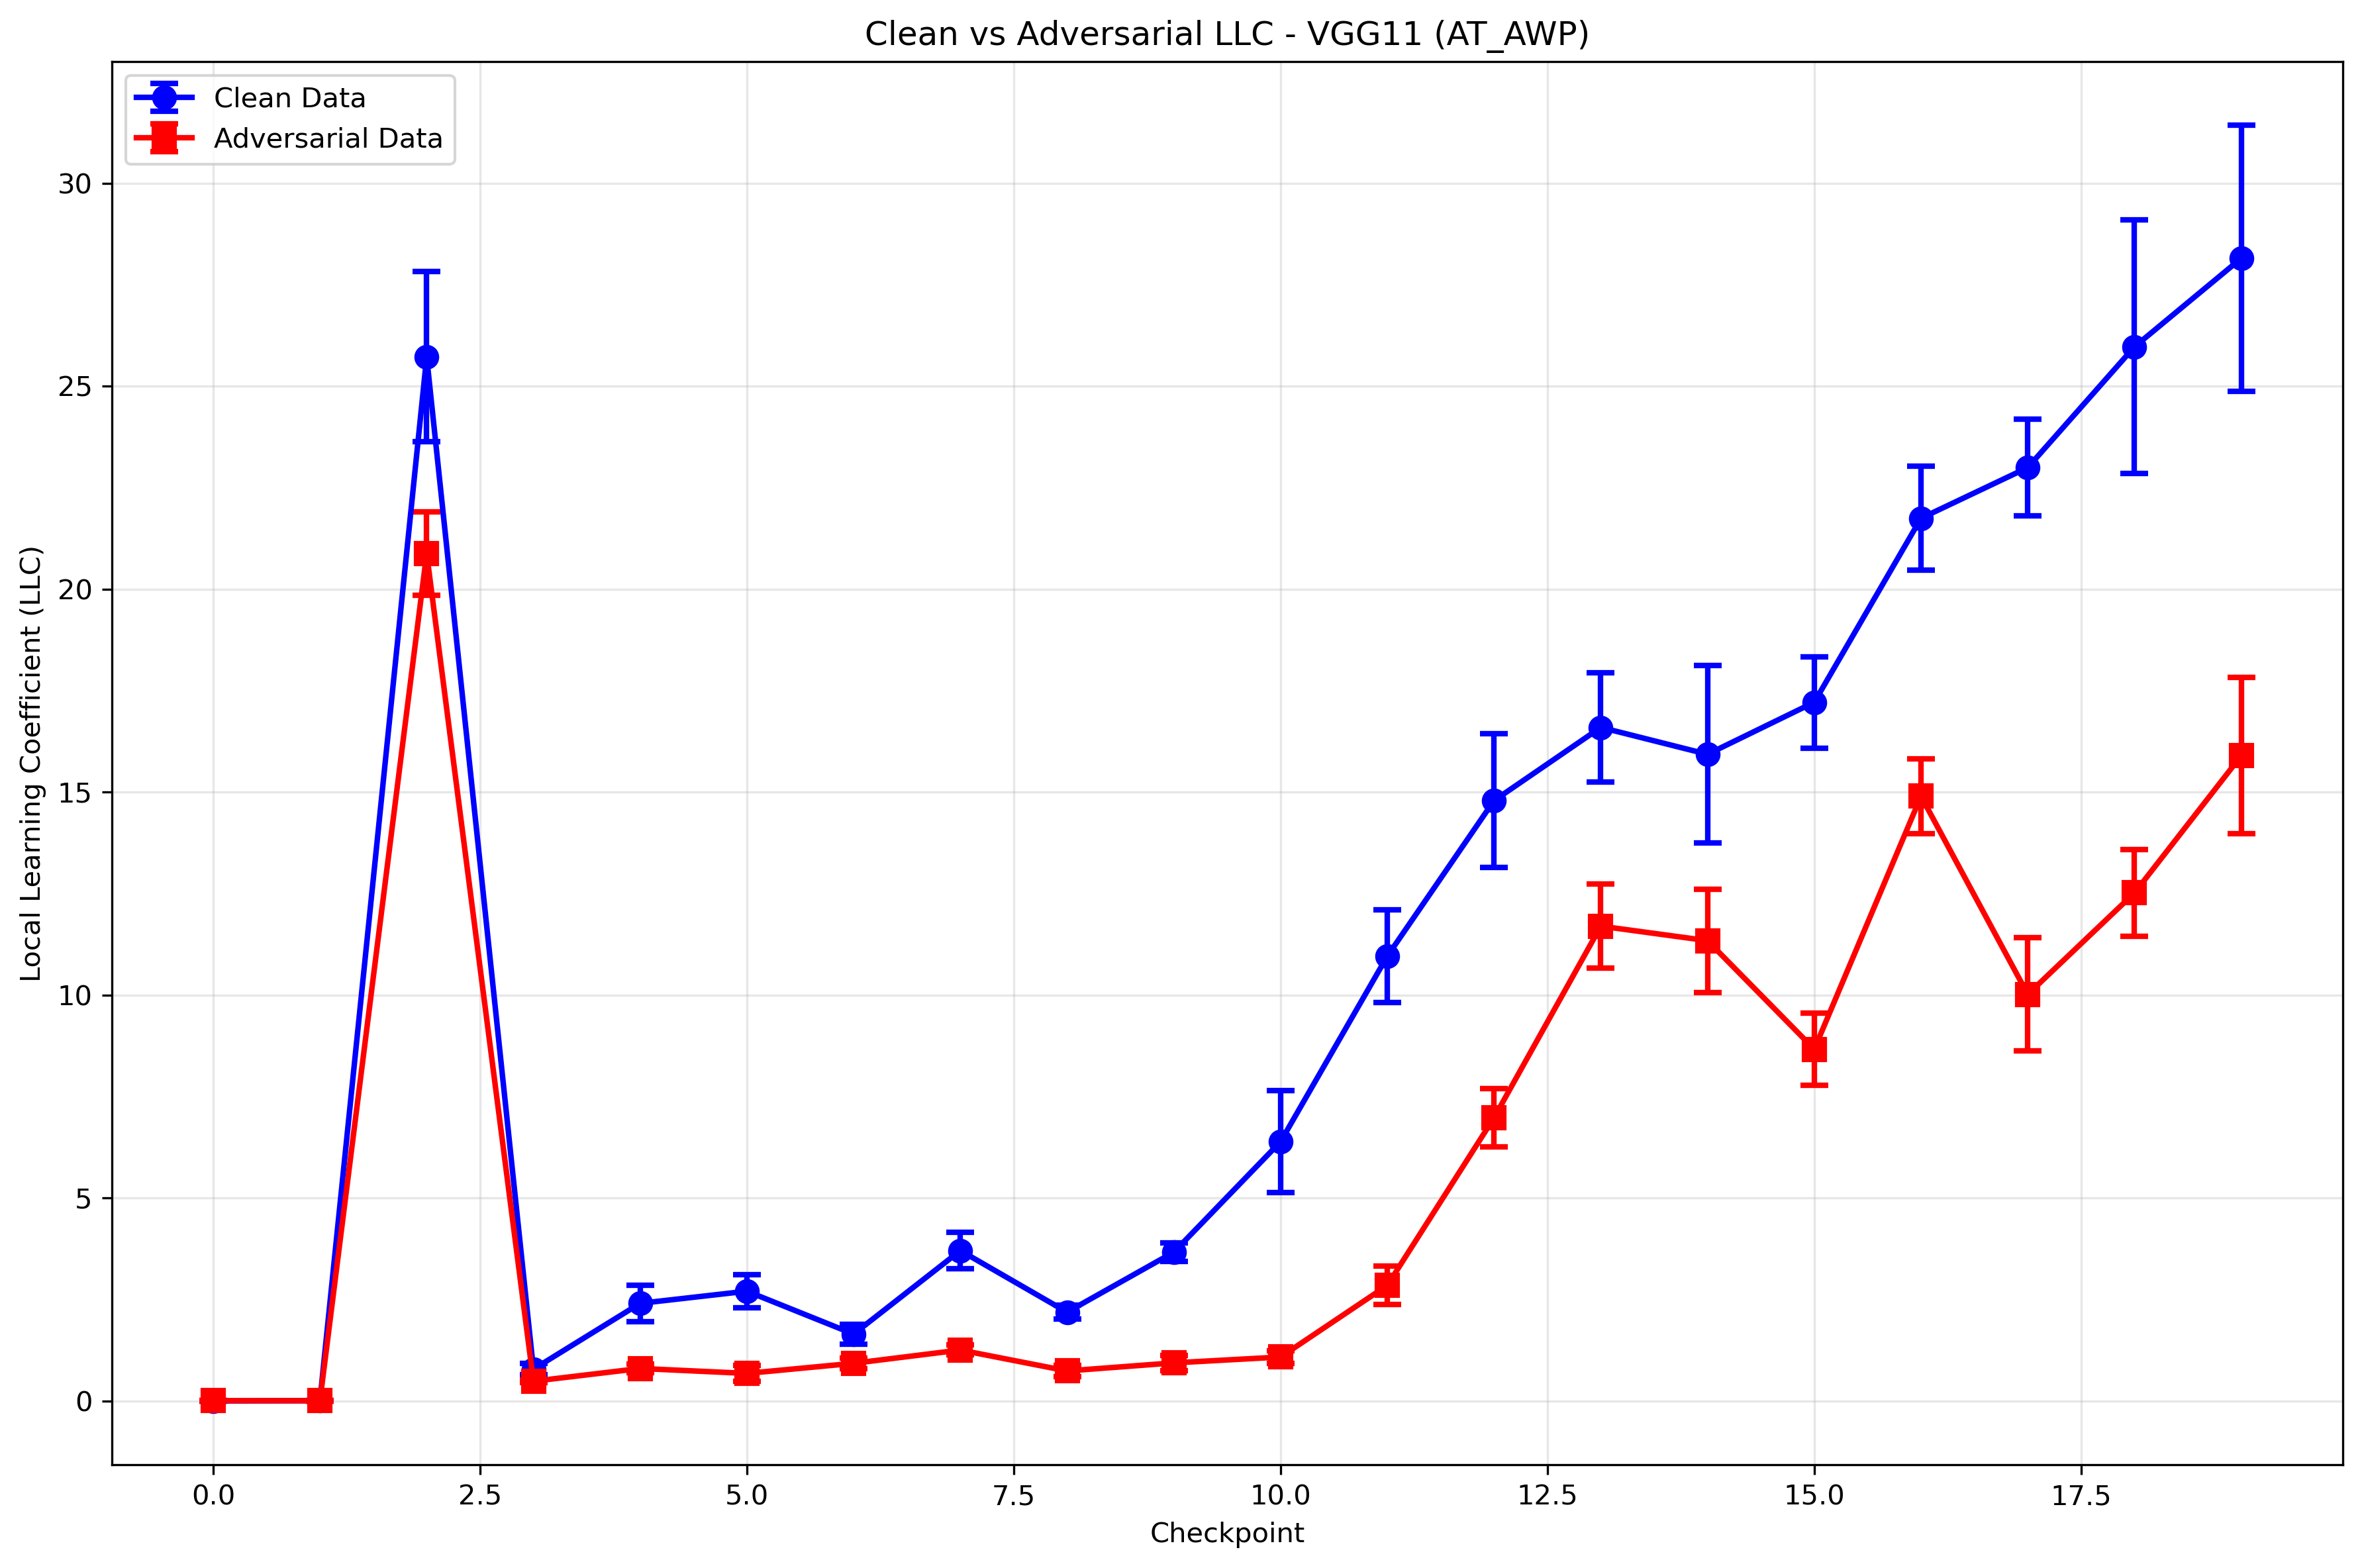 Clean vs Adversarial LLC - VGG11 (AT_AWP)
Clean Data
Adversarial Data
Local Learning Coefficient (LLC)
30
25
20
15
10
5
0
0.0 2.5 5.0 7.5 10.0 12.5 15.0 17.5
Checkpoint